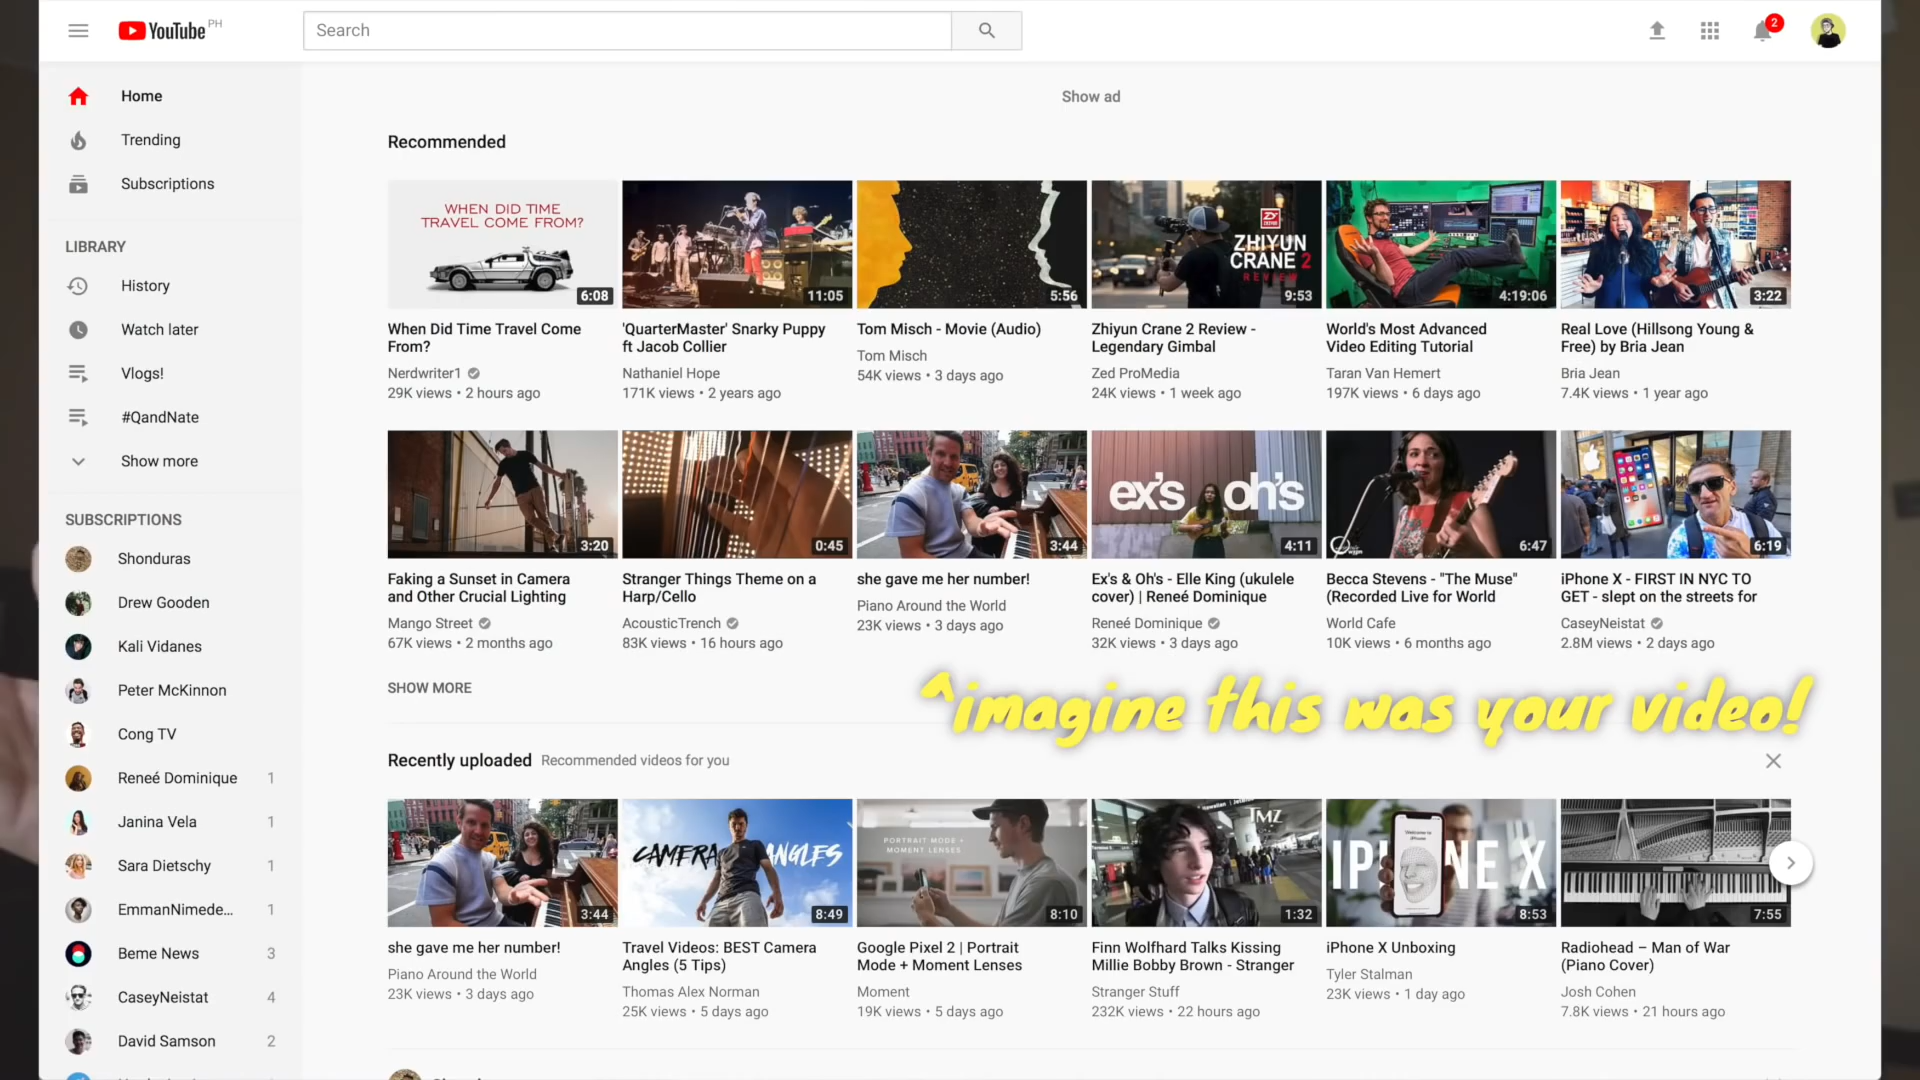 YouTube PH
Search
2
Home
Trending
Subscriptions
LIBRARY
History
Watch later
Vlogs!
#QandNate
Show more
SUBSCRIPTIONS
Shonduras
Drew Gooden
Kali Vidanes
Peter McKinnon
Cong TV
Reneé Dominique 1
Janina Vela 1
Sara Dietschy 1
EmmanNimede... 1
Beme News 3
CaseyNeistat 4
David Samson 2
Show ad
Recommended
WHEN DID TIME
TRAVEL COME FROM?
6:08
When Did Time Travel Come
From?
Nerdwriter1
29K views • 2 hours ago
11:05
'QuarterMaster' Snarky Puppy
ft Jacob Collier
Nathaniel Hope
171K views • 2 years ago
5:56
Tom Misch - Movie (Audio)
Tom Misch
54K views • 3 days ago
ZHIYUN
CRANE 2
REVIEW
9:53
Zhiyun Crane 2 Review -
Legendary Gimbal
Zed ProMedia
24K views • 1 week ago
4:19:06
World's Most Advanced
Video Editing Tutorial
Taran Van Hemert
197K views • 6 days ago
3:22
Real Love (Hillsong Young &
Free) by Bria Jean
Bria Jean
7.4K views • 1 year ago
3:20
Faking a Sunset in Camera
and Other Crucial Lighting
Mango Street
67K views • 2 months ago
0:45
Stranger Things Theme on a
Harp/Cello
AcousticTrench
83K views • 16 hours ago
3:44
she gave me her number!
Piano Around the World
23K views • 3 days ago
ex's oh's
4:11
Ex's & Oh's - Elle King (ukulele
cover) | Reneé Dominique
Reneé Dominique
32K views • 3 days ago
6:47
Becca Stevens - "The Muse"
(Recorded Live for World
World Cafe
10K views • 6 months ago
6:19
iPhone X - FIRST IN NYC TO
GET - slept on the streets for
CaseyNeistat
2.8M views • 2 days ago
SHOW MORE
^imagine this was your video!
Recently uploaded Recommended videos for you
3:44
she gave me her number!
Piano Around the World
23K views • 3 days ago
CAMERA ANGLES
8:49
Travel Videos: BEST Camera
Angles (5 Tips)
Thomas Alex Norman
25K views • 5 days ago
PORTRAIT MODE +
MOMENT LENSES
8:10
Google Pixel 2 | Portrait
Mode + Moment Lenses
Moment
19K views • 5 days ago
TMZ
1:32
Finn Wolfhard Talks Kissing
Millie Bobby Brown - Stranger
Stranger Stuff
232K views • 22 hours ago
IPHONE X
8:53
iPhone X Unboxing
Tyler Stalman
23K views • 1 day ago
7:55
Radiohead – Man of War
(Piano Cover)
Josh Cohen
7.8K views • 21 hours ago